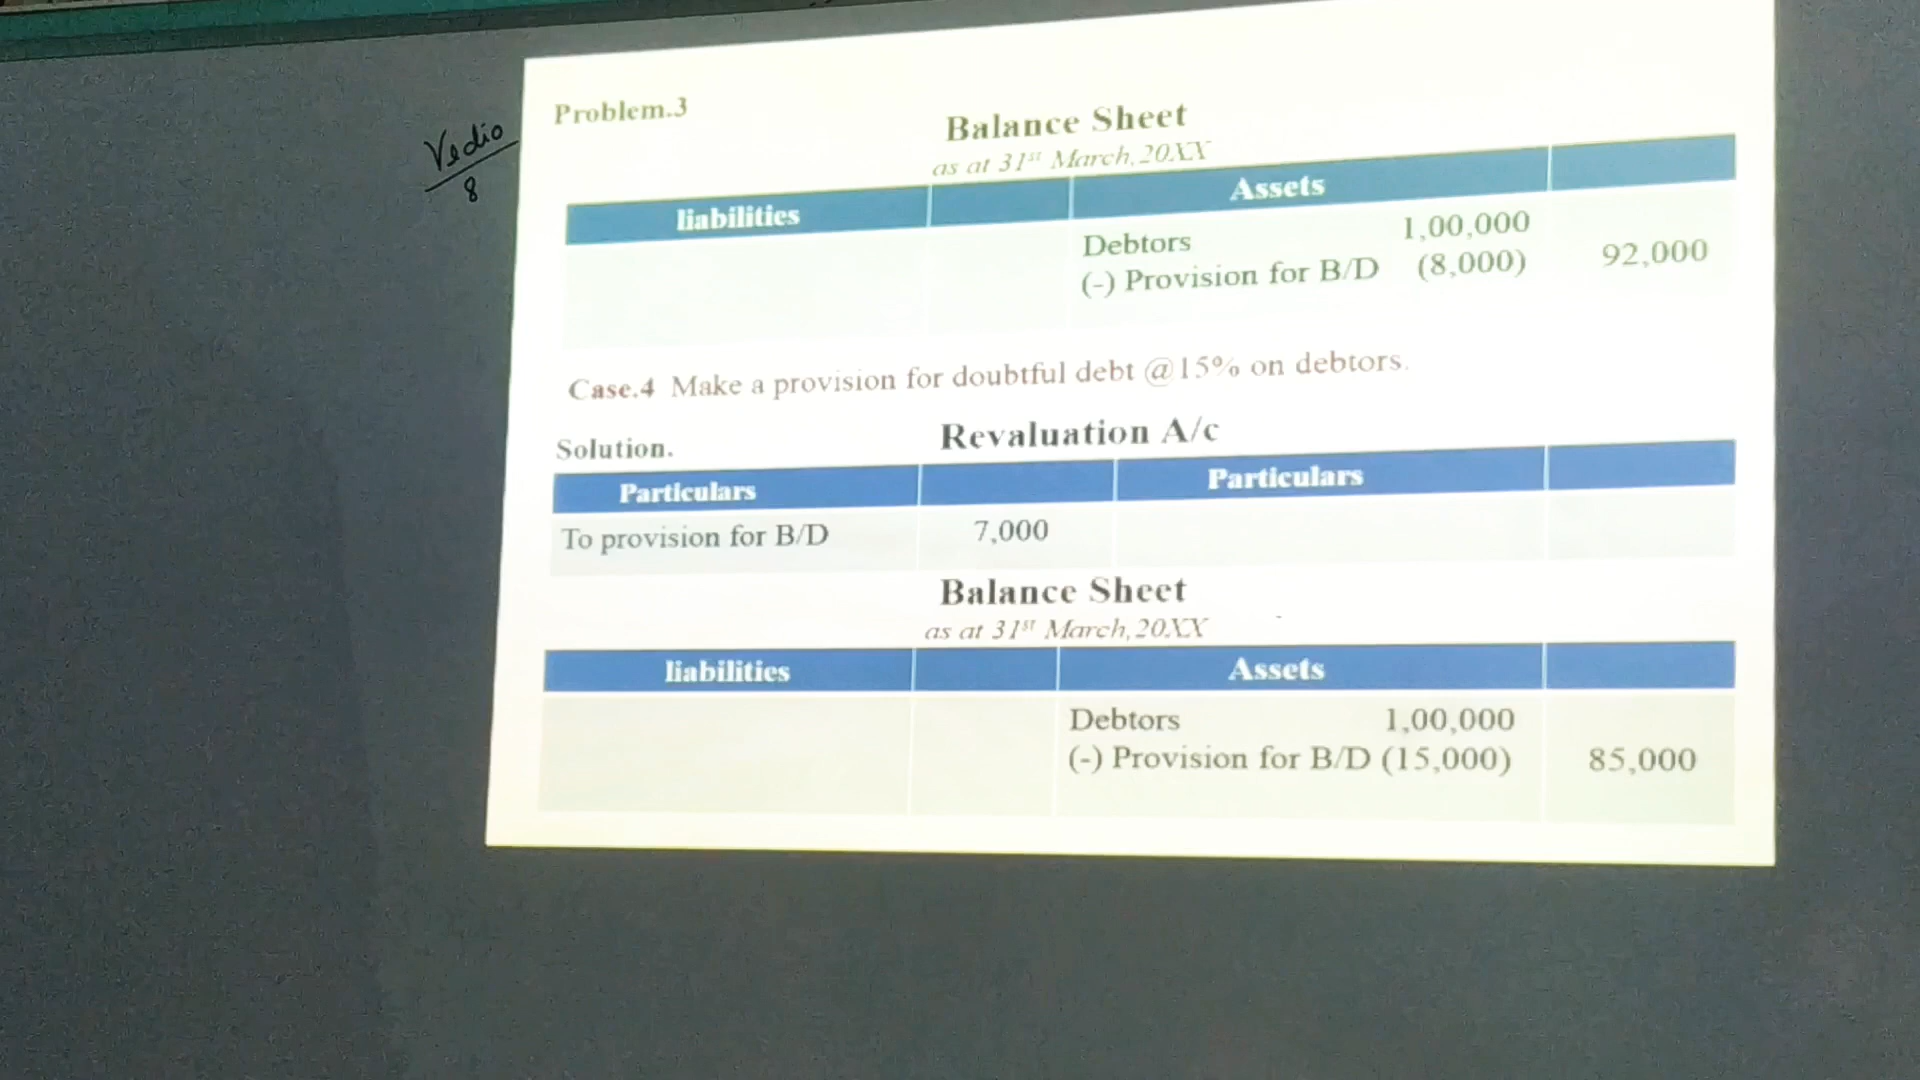 Vedio
8
Problem.3
Balance Sheet
as at 31st March, 20XX
liabilities Assets
Debtors 1,00,000
(-) Provision for B/D (8,000) 92,000
Case.4 Make a provision for doubtful debt @15% on debtors.
Solution.
Revaluation A/c
Particulars Particulars
To provision for B/D 7,000
Balance Sheet
as at 31st March,20XX
liabilities Assets
Debtors 1,00,000
(-) Provision for B/D (15,000) 85,000